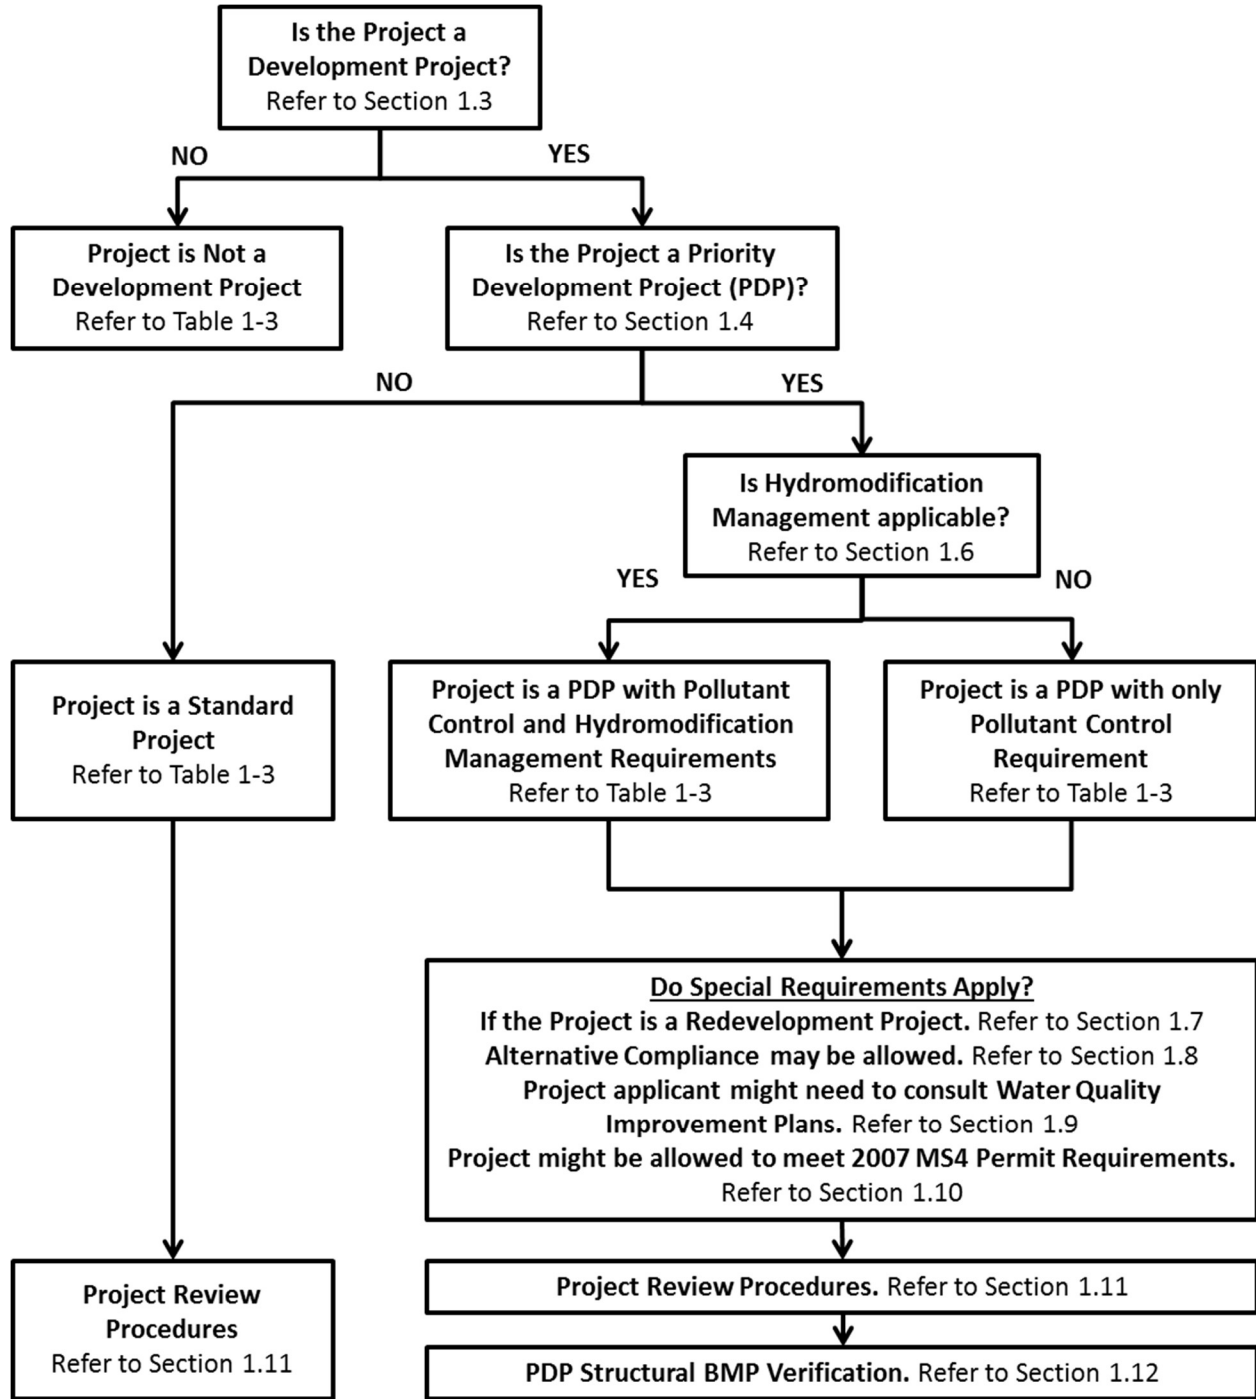 Is the Project a
Development Project?
Refer to Section 1.3
NO
YES
Project is Not a
Development Project
Refer to Table 1-3
Is the Project a Priority
Development Project (PDP)?
Refer to Section 1.4
NO
YES
Is Hydromodification
Management applicable?
Refer to Section 1.6
YES
NO
Project is a Standard
Project
Refer to Table 1-3
Project is a PDP with Pollutant
Control and Hydromodification
Management Requirements
Refer to Table 1-3
Project is a PDP with only
Pollutant Control
Requirement
Refer to Table 1-3
Do Special Requirements Apply?
If the Project is a Redevelopment Project. Refer to Section 1.7
Alternative Compliance may be allowed. Refer to Section 1.8
Project applicant might need to consult Water Quality
Improvement Plans. Refer to Section 1.9
Project might be allowed to meet 2007 MS4 Permit Requirements.
Refer to Section 1.10
Project Review
Procedures
Refer to Section 1.11
Project Review Procedures. Refer to Section 1.11
PDP Structural BMP Verification. Refer to Section 1.12